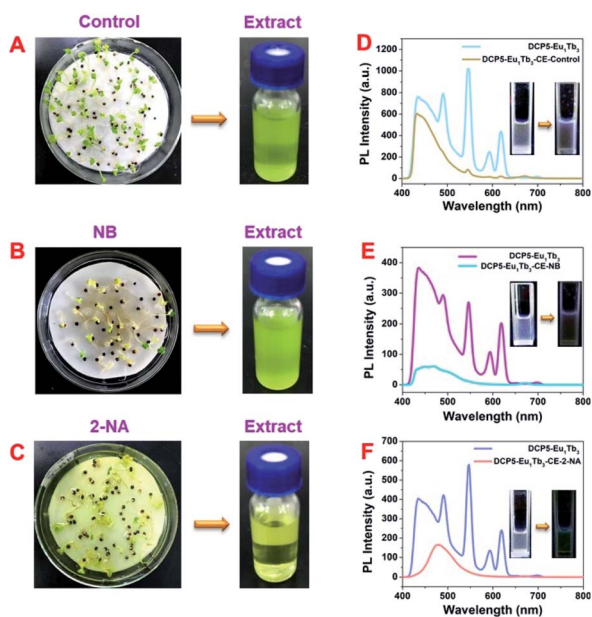 Control
Extract
A
NB
Extract
B
2-NA
Extract
C
D
1200
1000
800
600
400
200
0
400
500
600
700
800
PL Intensity (a.u.)
Wavelength (nm)
DCP5-Eu₁Tb₃
DCP5-Eu₁Tb₃-CE-Control
E
400
300
200
100
0
400
500
600
700
800
PL Intensity (a.u.)
Wavelength (nm)
DCP5-Eu₁Tb₃
DCP5-Eu₁Tb₃-CE-NB
F
700
600
500
400
300
200
100
0
400
500
600
700
800
PL Intensity (a.u.)
Wavelength (nm)
DCP5-Eu₁Tb₃
DCP5-Eu₁Tb₃-CE-2-NA